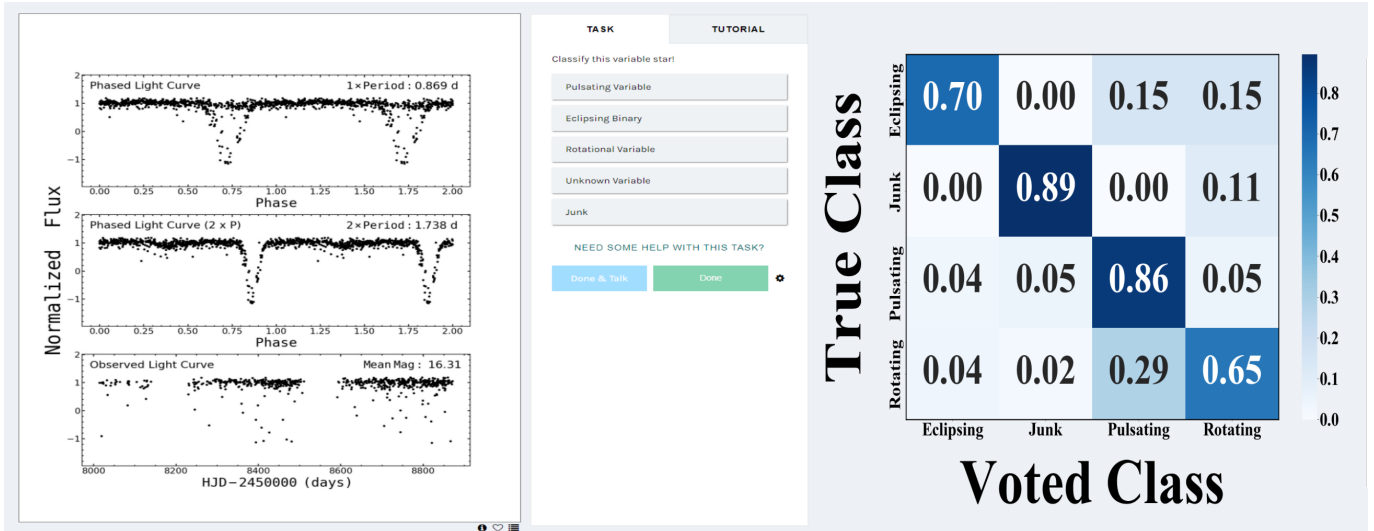 Phased Light Curve 1×Period : 0.869 d
2
1
0
−1
0.00 0.25 0.50 0.75 1.00 1.25 1.50 1.75 2.00
Phase
Phased Light Curve (2 x P) 2×Period : 1.738 d
2
1
0
−1
0.00 0.25 0.50 0.75 1.00 1.25 1.50 1.75 2.00
Phase
Observed Light Curve Mean Mag : 16.31
2
1
0
−1
8000 8200 8400 8600 8800
HJD−2450000 (days)
Normalized Flux
TASK TUTORIAL
Classify this variable star!
Pulsating Variable
Eclipsing Binary
Rotational Variable
Unknown Variable
Junk
NEED SOME HELP WITH THIS TASK?
Done & Talk Done
True Class
Eclipsing 0.70 0.00 0.15 0.15
Junk 0.00 0.89 0.00 0.11
Pulsating 0.04 0.05 0.86 0.05
Rotating 0.04 0.02 0.29 0.65
Eclipsing Junk Pulsating Rotating
Voted Class
0.8
0.7
0.6
0.5
0.4
0.3
0.2
0.1
0.0